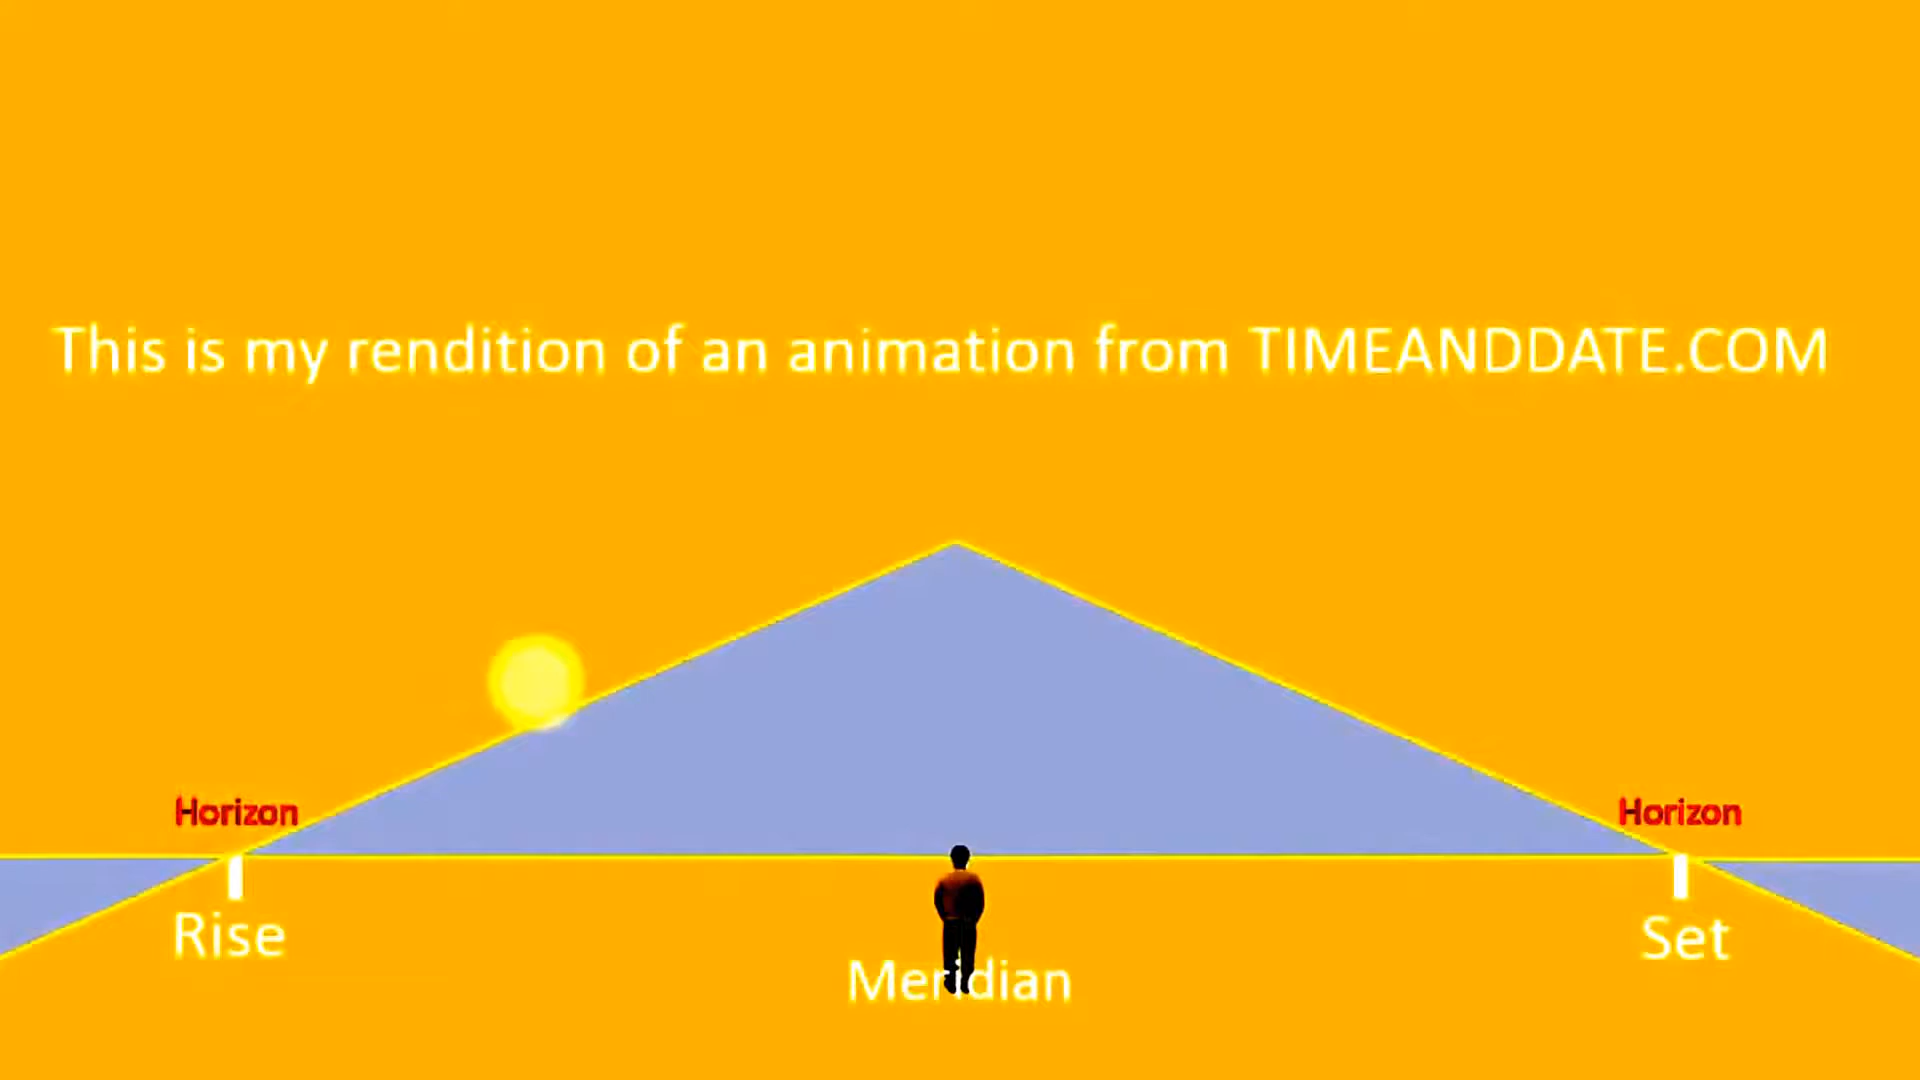 This is my rendition of an animation from TIMEANDDATE.COM
Horizon
Horizon
Rise
Set
Meridian